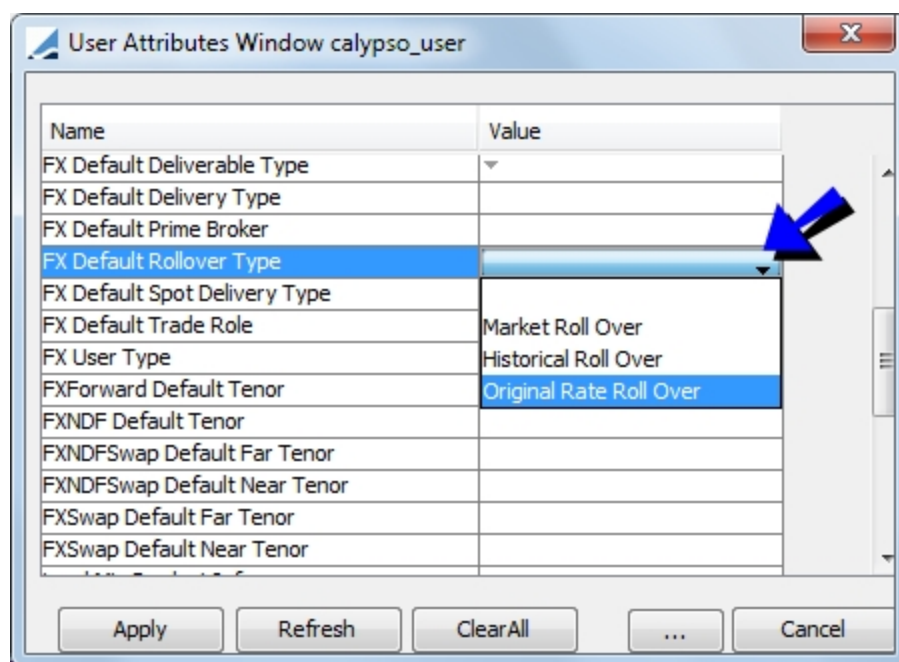 User Attributes Window calypso_user
Name Value
FX Default Deliverable Type
FX Default Delivery Type
FX Default Prime Broker
FX Default Rollover Type
FX Default Spot Delivery Type
FX Default Trade Role Market Roll Over
FX User Type Historical Roll Over
FXForward Default Tenor Original Rate Roll Over
FXNDF Default Tenor
FXNDFSwap Default Far Tenor
FXNDFSwap Default Near Tenor
FXSwap Default Far Tenor
FXSwap Default Near Tenor
Apply Refresh ClearAll ... Cancel